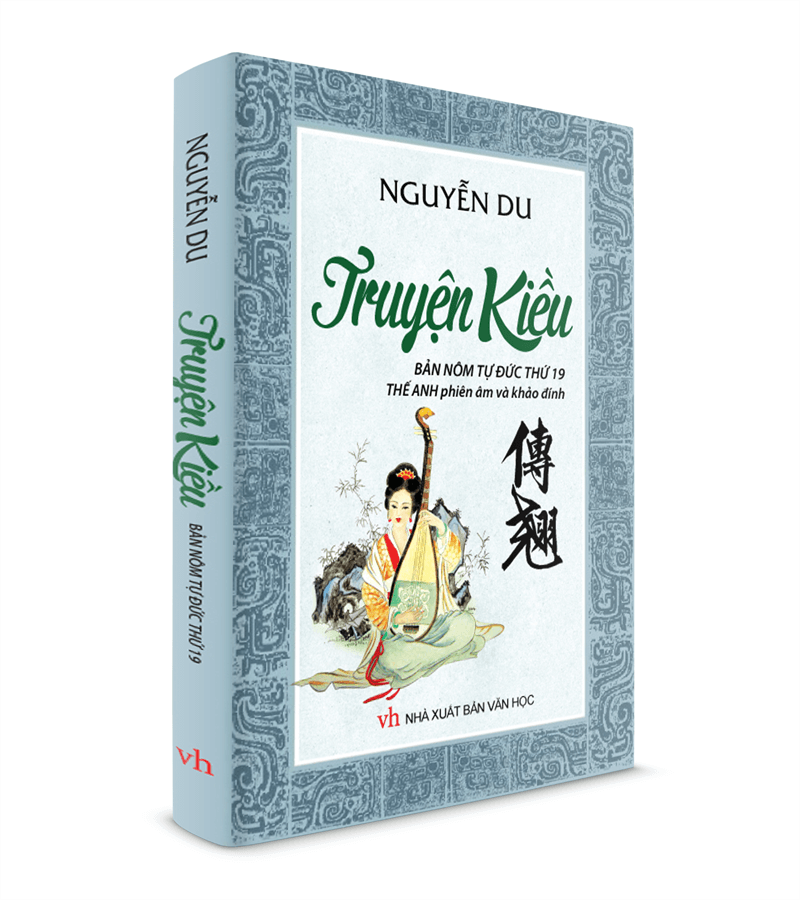 NGUYỄN DU
Truyện Kiều
BẢN NÔM TỰ ĐỨC THỨ 19
vh
NGUYỄN DU
Truyện Kiều
BẢN NÔM TỰ ĐỨC THỨ 19
THẾ ANH phiên âm và khảo đính
傳
翹
vh NHÀ XUẤT BẢN VĂN HỌC